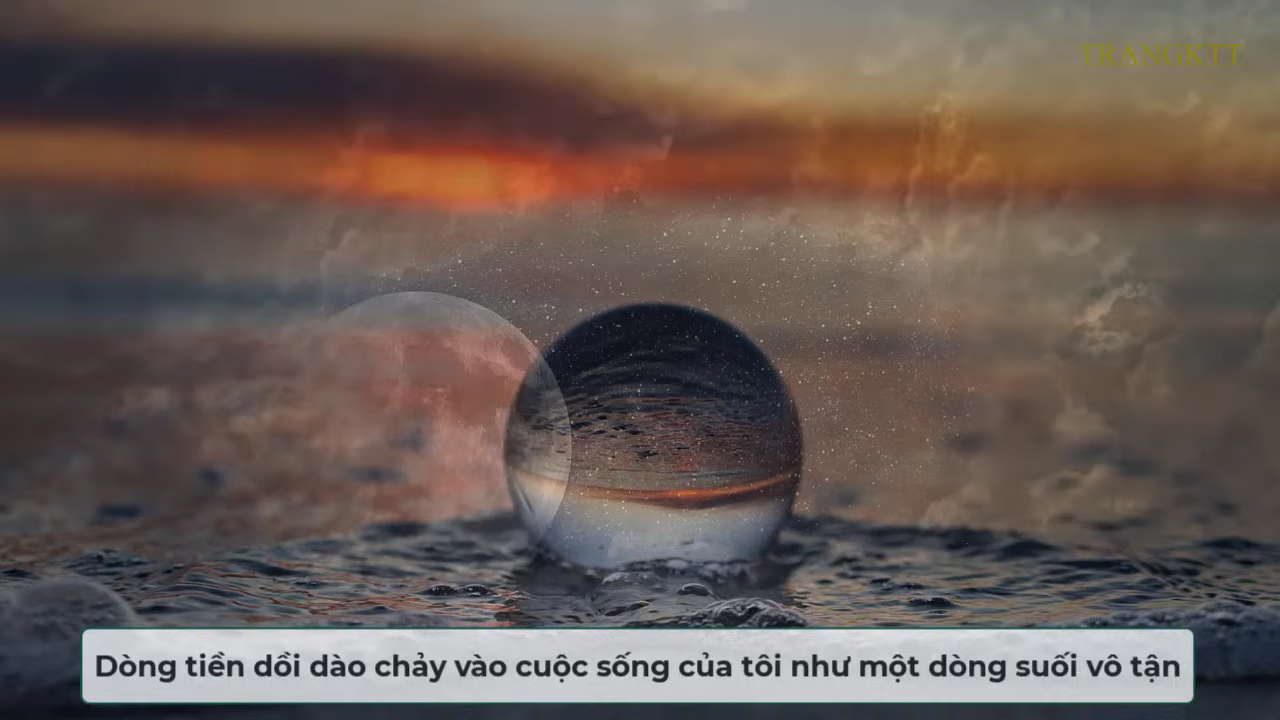 TRANGKTT
Dòng tiền dồi dào chảy vào cuộc sống của tôi như một dòng suối vô tận